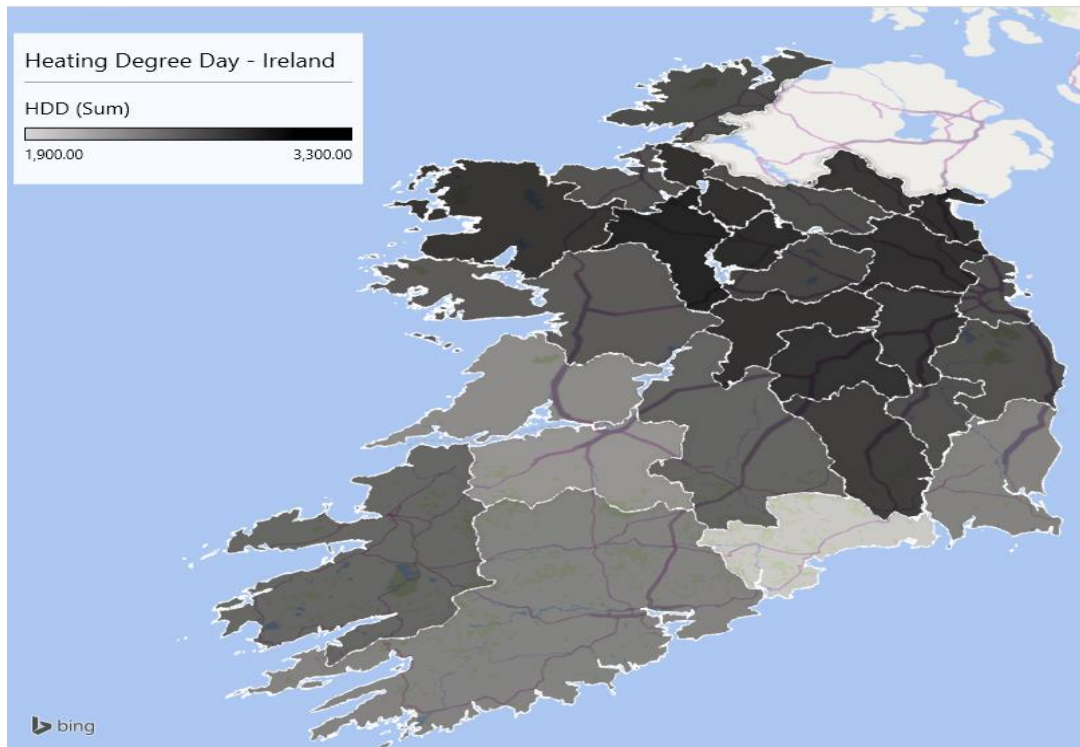 Heating Degree Day - Ireland
HDD (Sum)
1,900.00 3,300.00
bing